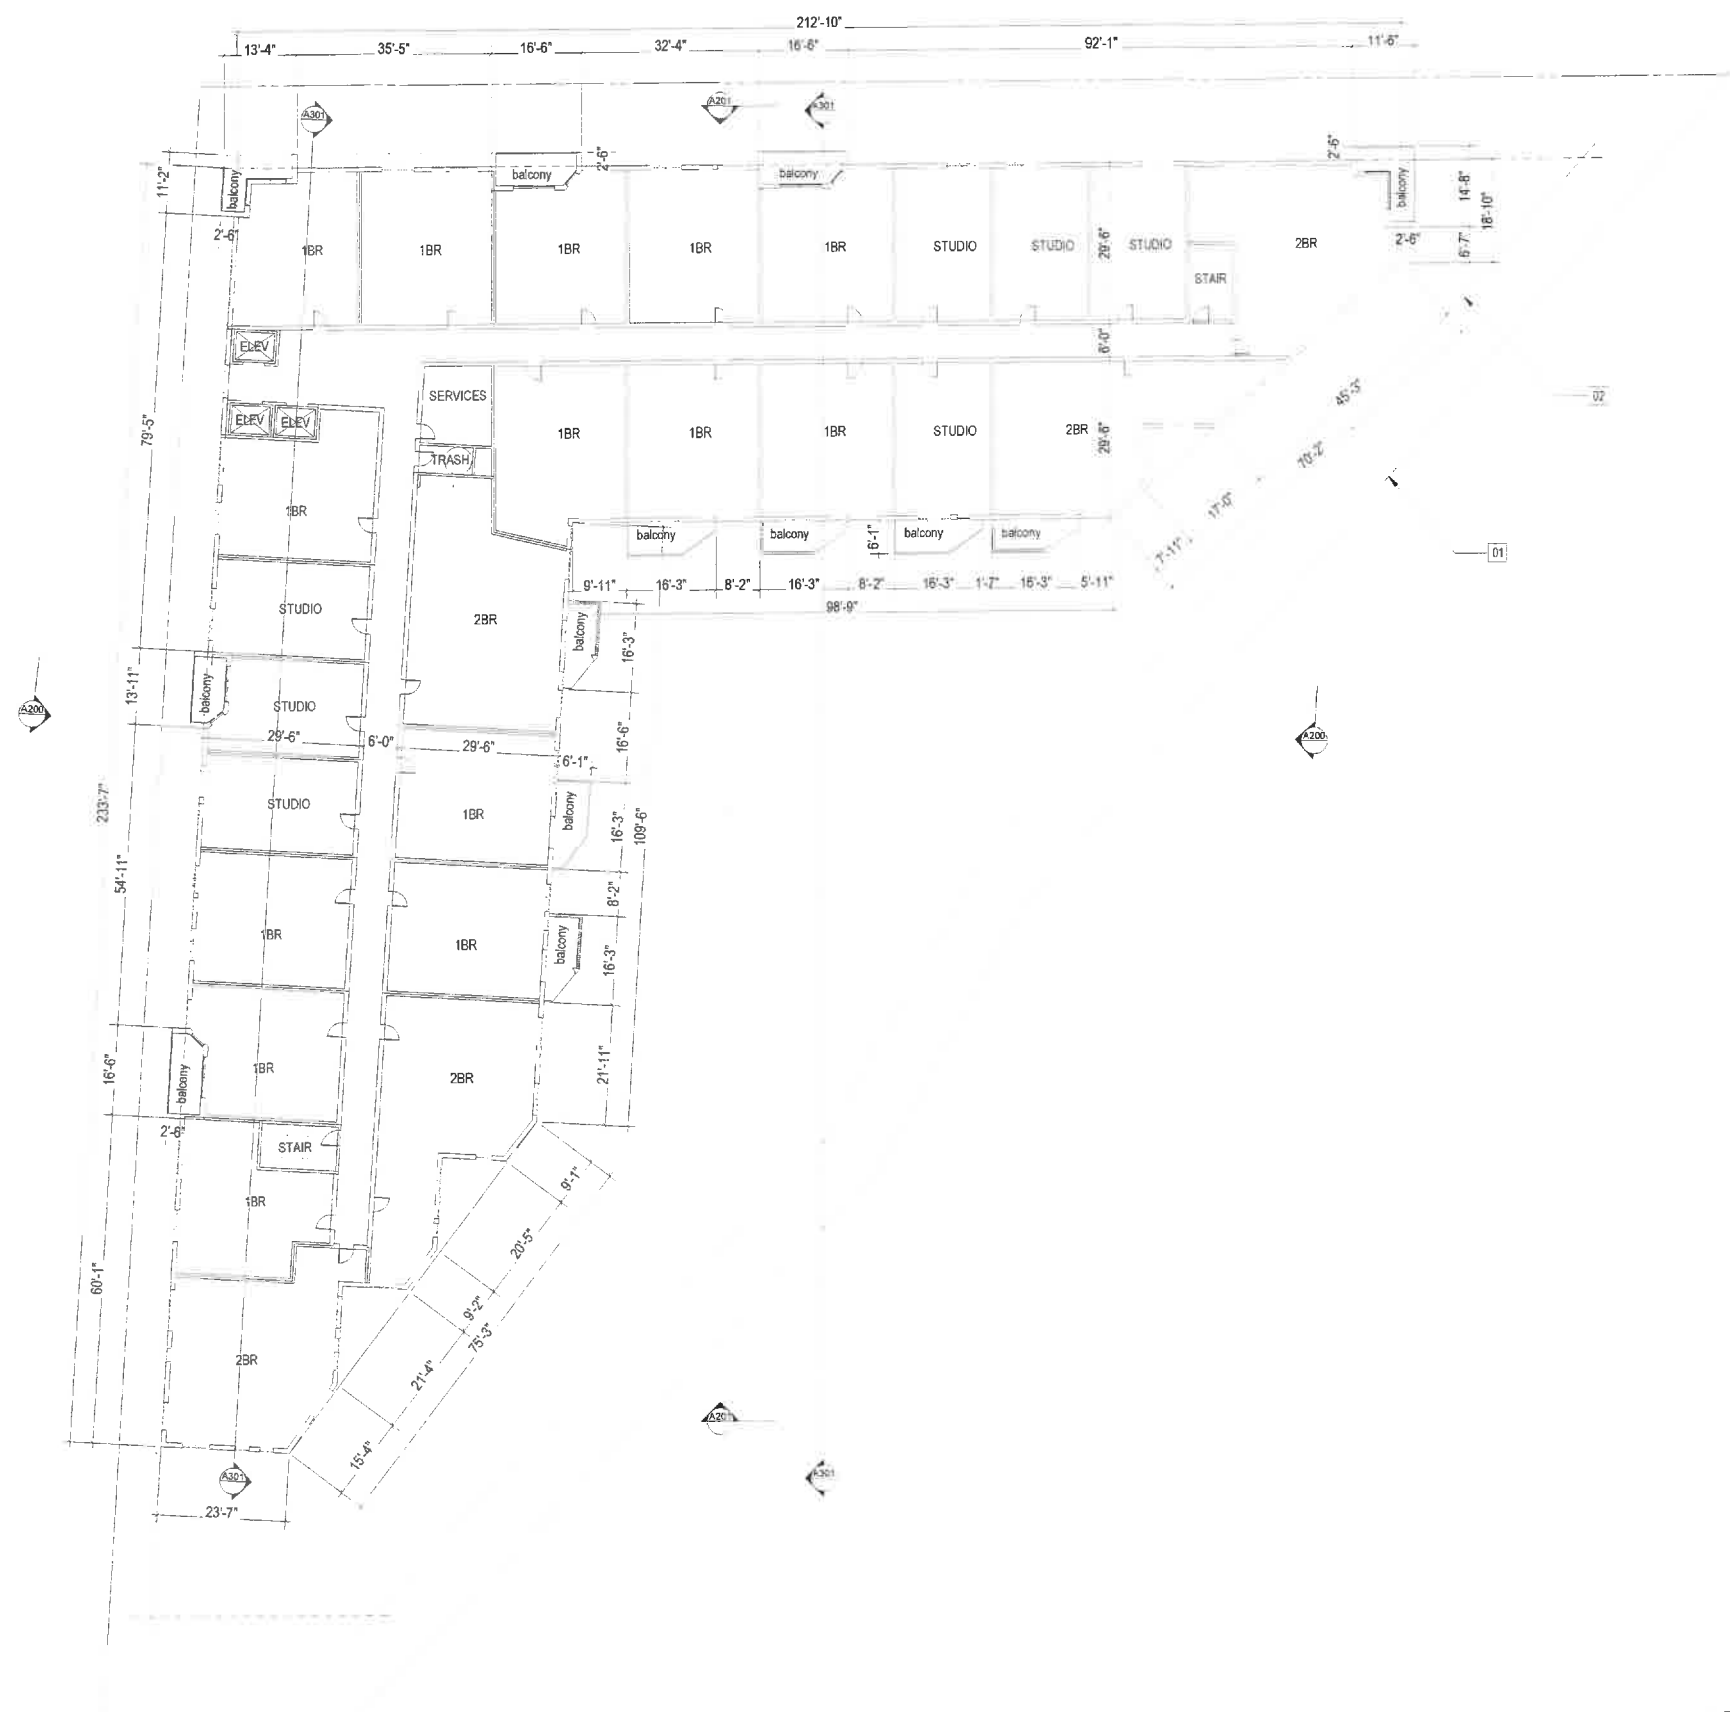 212'-10"
13'-4" 35'-5" 16'-6" 32'-4" 16'-6" 92'-1" 11'-6"
A301 A201 A301
11'-2" balcony balcony 2'-6" balcony 2'-6" balcony 14'-8" 18'-10"
2'-6" 1BR 1BR 1BR 1BR 1BR STUDIO STUDIO 29'-6" STUDIO 2BR 2'-6" 6'-7"
STAIR
ELEV 6'-0"
SERVICES 45'-3" 02
ELEV ELEV
79'-5" 1BR 1BR 1BR STUDIO 2BR 29'-6"
TRASH 70'-2"
1BR 17'-0"
balcony balcony 6'-1" balcony balcony 7'-11" 01
9'-11" 16'-3" 8'-2" 16'-3" 8'-2" 16'-3" 1'-7" 16'-3" 5'-11"
STUDIO 98'-9"
2BR balcony 16'-3"
13'-11" balcony
A200 STUDIO A200
29'-6" 6'-0" 29'-6" 16'-6"
6'-1"
233'-7" STUDIO 1BR balcony 16'-3" 109'-6"
54'-11" 8'-2"
1BR 1BR balcony 16'-3"
16'-6" balcony 1BR 2BR 21'-11"
2'-6"
STAIR
9'-1"
1BR
60'-1" 20'-5"
9'-2"
75'-3"
2BR 21'-4"
A201
15'-4"
A301 A301
23'-7"